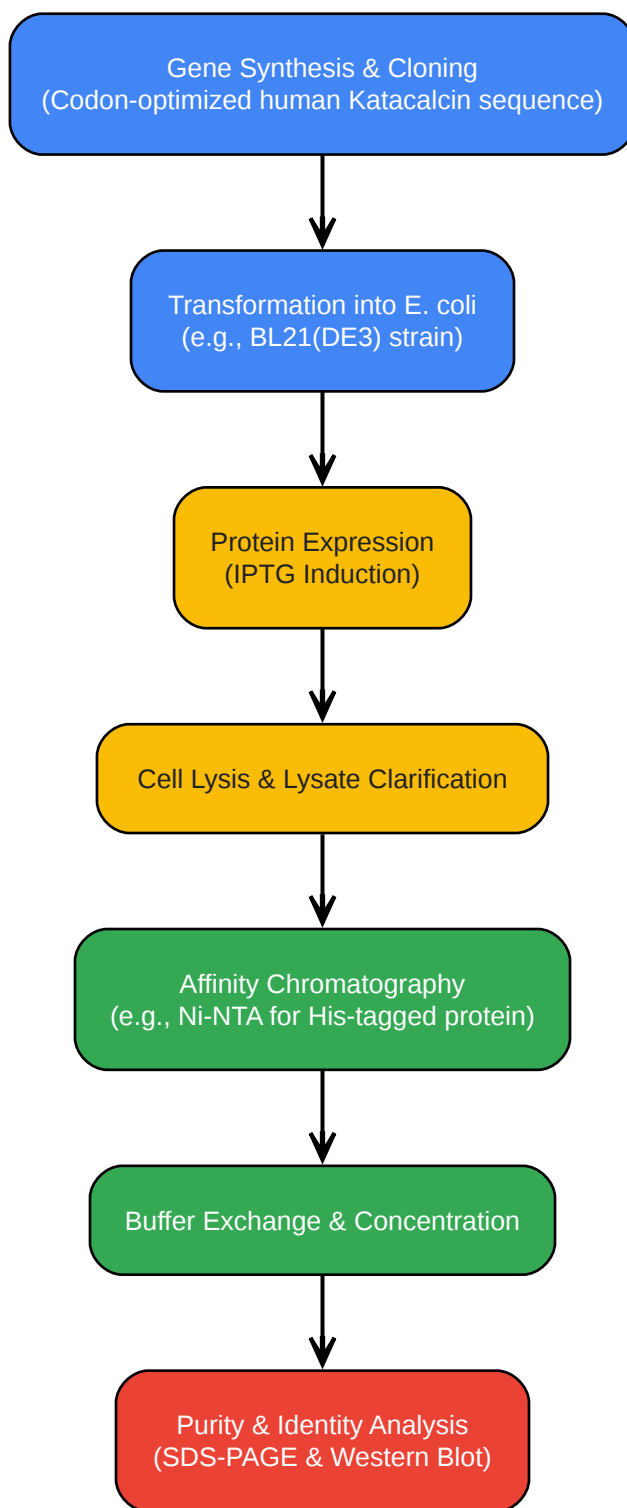 Gene Synthesis & Cloning
(Codon-optimized human Katacalcin sequence)
Transformation into E. coli
(e.g., BL21(DE3) strain)
Protein Expression
(IPTG Induction)
Cell Lysis & Lysate Clarification
Affinity Chromatography
(e.g., Ni-NTA for His-tagged protein)
Buffer Exchange & Concentration
Purity & Identity Analysis
(SDS-PAGE & Western Blot)